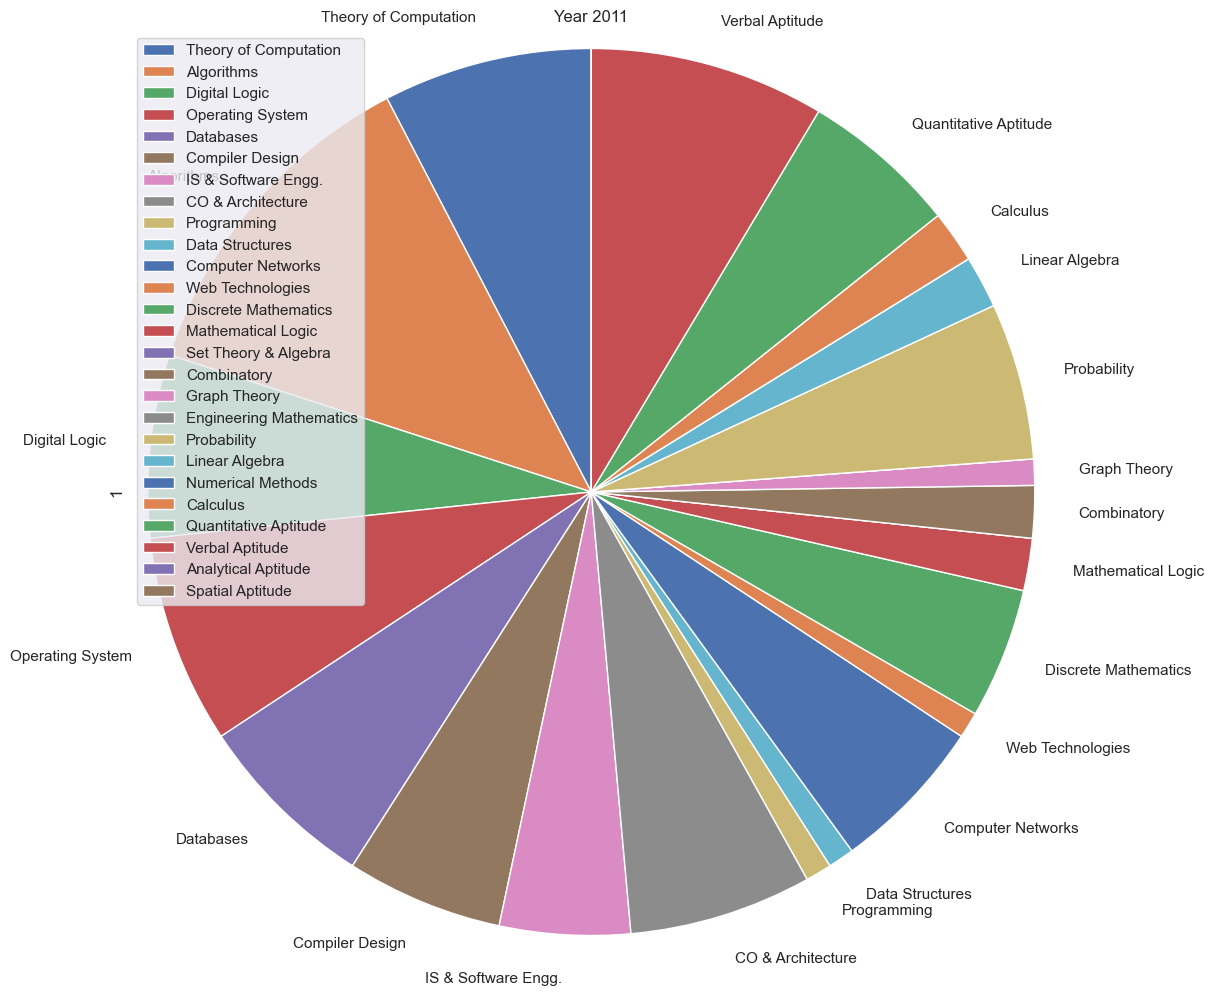 Year 2011
Theory of Computation
Verbal Aptitude
Quantitative Aptitude
Calculus
Linear Algebra
Probability
Graph Theory
Combinatory
Mathematical Logic
Discrete Mathematics
Web Technologies
Computer Networks
Data Structures
Programming
CO & Architecture
IS & Software Engg.
Compiler Design
Databases
Operating System
Digital Logic
Algorithms
1
Theory of Computation
Algorithms
Digital Logic
Operating System
Databases
Compiler Design
IS & Software Engg.
CO & Architecture
Programming
Data Structures
Computer Networks
Web Technologies
Discrete Mathematics
Mathematical Logic
Set Theory & Algebra
Combinatory
Graph Theory
Engineering Mathematics
Probability
Linear Algebra
Numerical Methods
Calculus
Quantitative Aptitude
Verbal Aptitude
Analytical Aptitude
Spatial Aptitude